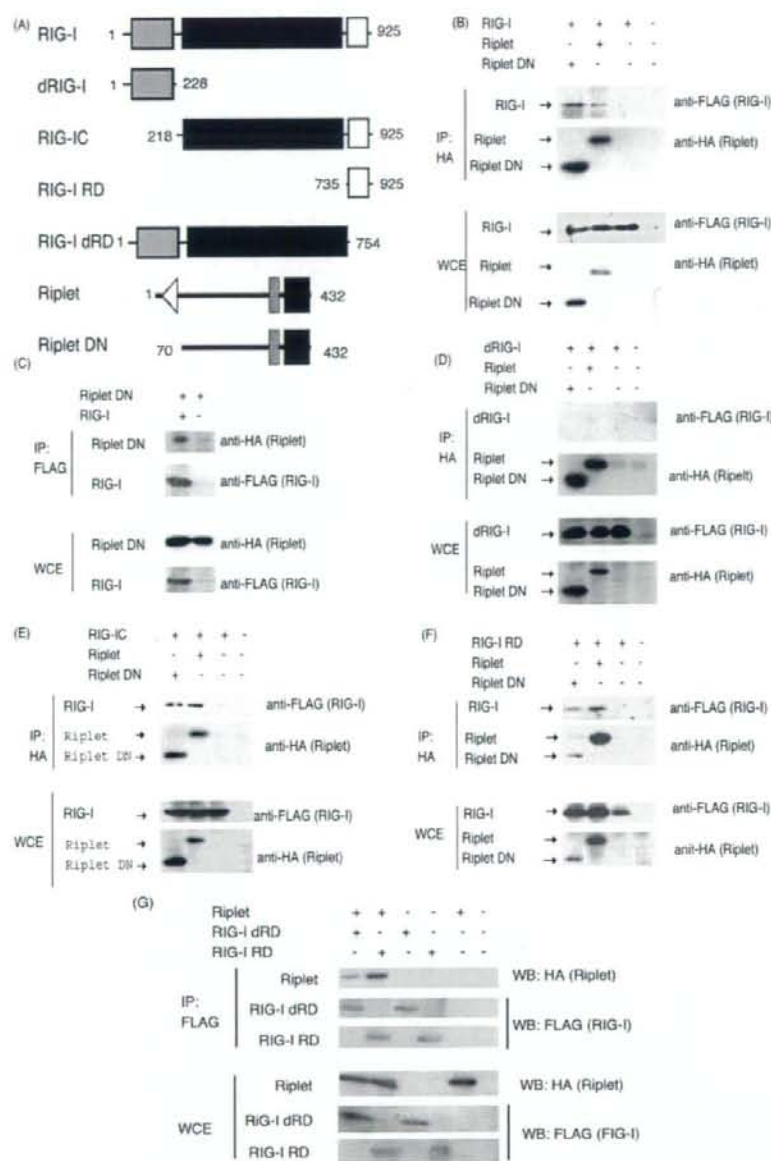 (A)
RIG-I 1 925
dRIG-I 1 228
RIG-IC 218 925
RIG-I RD 735 925
RIG-I dRD 1 754
Riplet 1 432
Riplet DN 70 432
(B)
RIG-I + + + -
Riplet - + - -
Riplet DN + - - -
IP: HA
RIG-I → anti-FLAG (RIG-I)
Riplet → anti-HA (Riplet)
Riplet DN →
WCE
RIG-I → anti-FLAG (RIG-I)
Riplet → anti-HA (Riplet)
Riplet DN →
(C)
Riplet DN + +
RIG-I + -
IP: FLAG
Riplet DN anti-HA (Riplet)
RIG-I anti-FLAG (RIG-I)
WCE
Riplet DN anti-HA (Riplet)
RIG-I anti-FLAG (RIG-I)
(D)
dRIG-I + + + -
Riplet - + - -
Riplet DN + - - -
IP: HA
dRIG-I anti-FLAG (RIG-I)
Riplet →
Riplet DN → anti-HA (Ripelt)
WCE
dRIG-I → anti-FLAG (RIG-I)
Riplet → anti-HA (Riplet)
Riplet DN →
(E)
RIG-IC + + + -
Riplet - + - -
Riplet DN + - - -
IP: HA
RIG-I → anti-FLAG (RIG-I)
Riplet → anti-HA (Riplet)
Riplet DN →
WCE
RIG-I → anti-FLAG (RIG-I)
Riplet → anti-HA (Riplet)
Riplet DN →
(F)
RIG-I RD + + + -
Riplet - + - -
Riplet DN + - - -
IP: HA
RIG-I → anti-FLAG (RIG-I)
Riplet → anti-HA (Riplet)
Riplet DN →
WCE
RIG-I → anti-FLAG (RIG-I)
Riplet → anit-HA (Riplet)
Riplet DN →
(G)
Riplet + + - - + -
RIG-I dRD + - + - - -
RIG-I RD - + - + - -
IP: FLAG
Riplet WB: HA (Riplet)
RIG-I dRD WB: FLAG (RIG-I)
RIG-I RD
WCE
Riplet WB: HA (Riplet)
RiG-I dRD WB: FLAG (FIG-I)
RIG-I RD